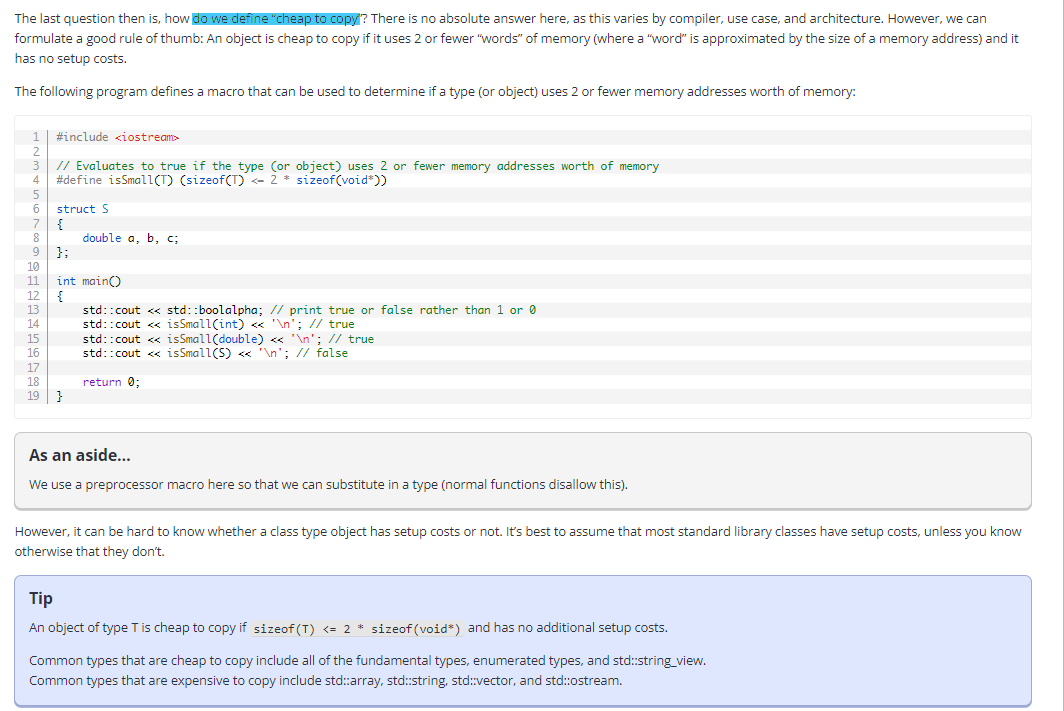 The last question then is, how do we define “cheap to copy”? There is no absolute answer here, as this varies by compiler, use case, and architecture. However, we can
formulate a good rule of thumb: An object is cheap to copy if it uses 2 or fewer “words” of memory (where a “word” is approximated by the size of a memory address) and it
has no setup costs.
The following program defines a macro that can be used to determine if a type (or object) uses 2 or fewer memory addresses worth of memory:
1 #include <iostream>
2
3 // Evaluates to true if the type (or object) uses 2 or fewer memory addresses worth of memory
4 #define isSmall(T) (sizeof(T) <= 2 * sizeof(void*))
5
6 struct S
7 {
8     double a, b, c;
9 };
10
11 int main()
12 {
13     std::cout << std::boolalpha; // print true or false rather than 1 or 0
14     std::cout << isSmall(int) << '\n'; // true
15     std::cout << isSmall(double) << '\n'; // true
16     std::cout << isSmall(S) << '\n'; // false
17
18     return 0;
19 }
As an aside...
We use a preprocessor macro here so that we can substitute in a type (normal functions disallow this).
However, it can be hard to know whether a class type object has setup costs or not. It’s best to assume that most standard library classes have setup costs, unless you know
otherwise that they don’t.
Tip
An object of type T is cheap to copy if sizeof(T) <= 2 * sizeof(void*) and has no additional setup costs.
Common types that are cheap to copy include all of the fundamental types, enumerated types, and std::string_view.
Common types that are expensive to copy include std::array, std::string, std::vector, and std::ostream.